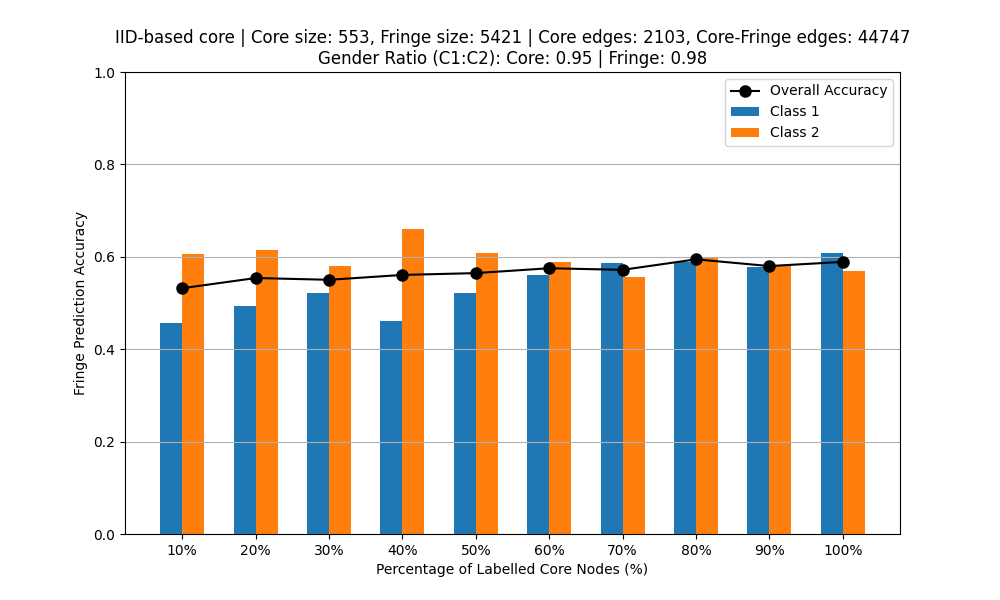 IID-based core | Core size: 553, Fringe size: 5421 | Core edges: 2103, Core-Fringe edges: 44747
Gender Ratio (C1:C2): Core: 0.95 | Fringe: 0.98
Overall Accuracy
Class 1
Class 2
Fringe Prediction Accuracy
1.0
0.8
0.6
0.4
0.2
0.0
10% 20% 30% 40% 50% 60% 70% 80% 90% 100%
Percentage of Labelled Core Nodes (%)